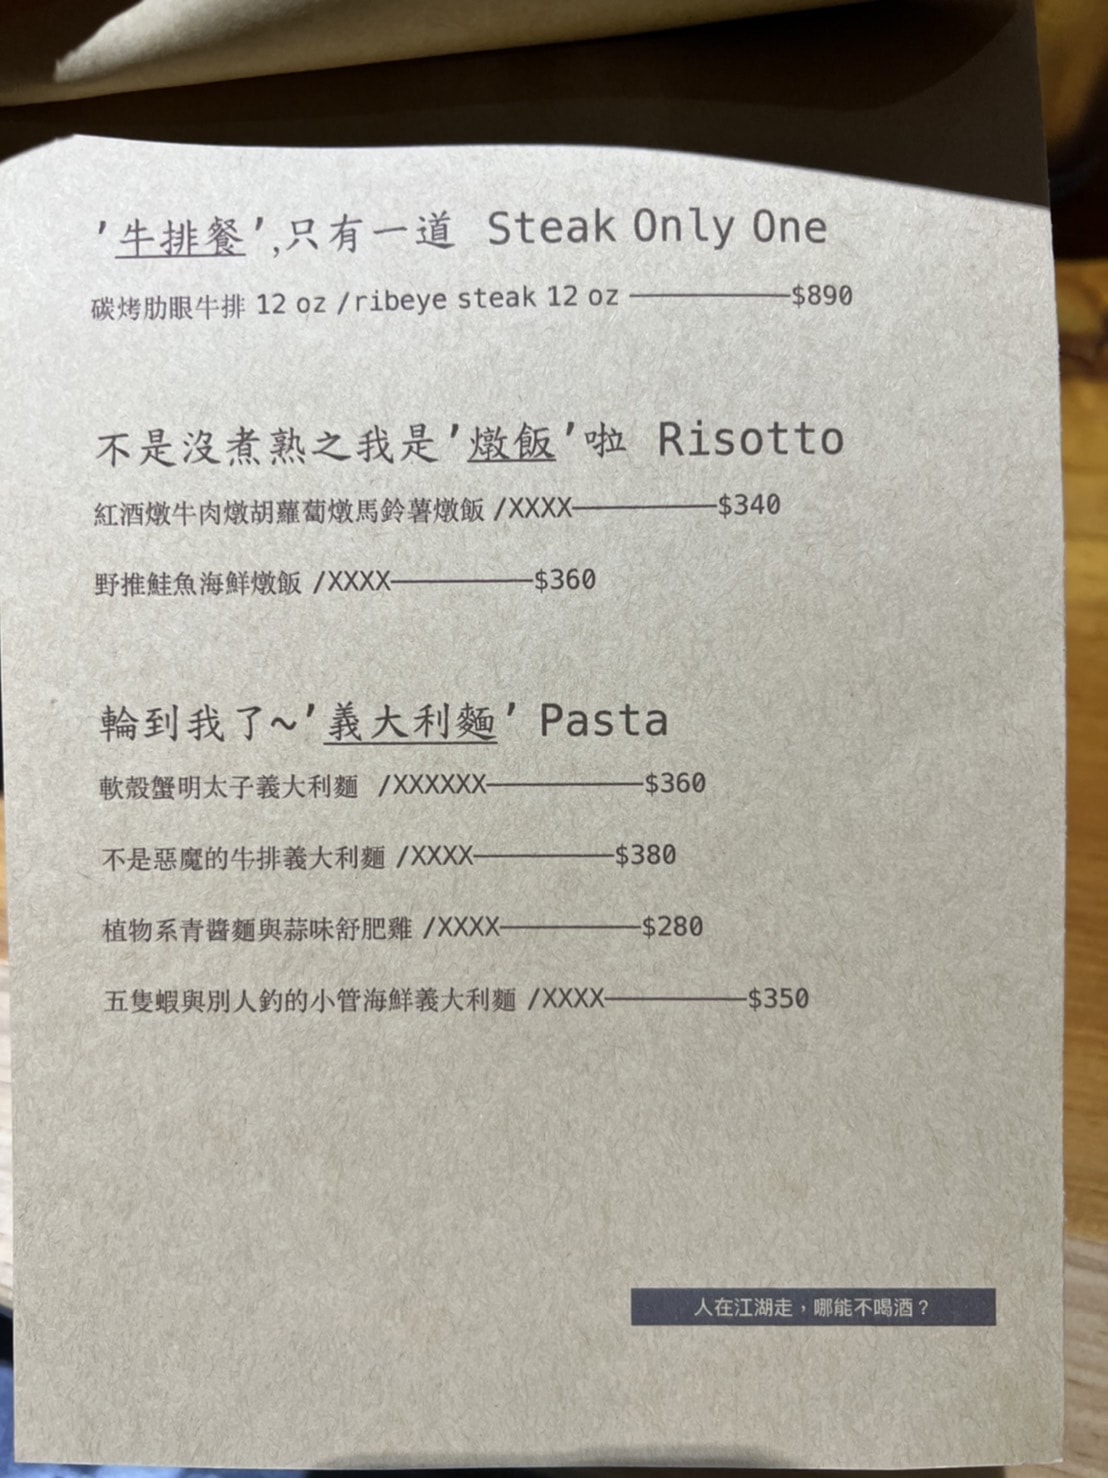 '牛排餐',只有一道 Steak Only One
碳烤肋眼牛排 12 oz /ribeye steak 12 oz ————————$890
不是沒煮熟之我是'燉飯'啦 Risotto
紅酒燉牛肉燉胡蘿蔔燉馬鈴薯燉飯 /XXXX————————$340
野推鮭魚海鮮燉飯 /XXXX————————$360
輪到我了~'義大利麵' Pasta
軟殼蟹明太子義大利麵 /XXXXXX————————$360
不是惡魔的牛排義大利麵 /XXXX————————$380
植物系青醬麵與蒜味舒肥雞 /XXXX————————$280
五隻蝦與別人釣的小管海鮮義大利麵 /XXXX————————$350
人在江湖走，哪能不喝酒？